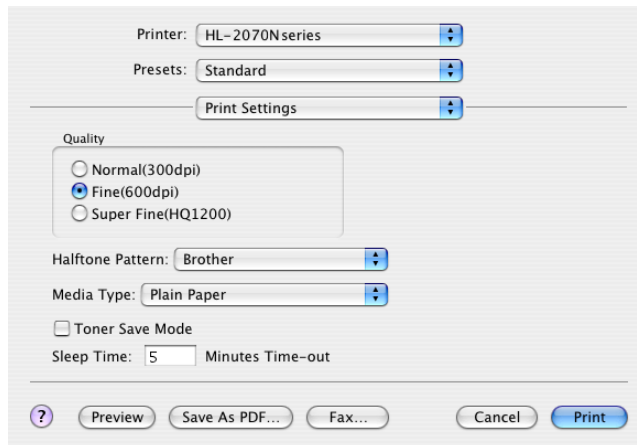 Printer: HL-2070N series
Presets: Standard
Print Settings
Quality
Normal(300dpi)
Fine(600dpi)
Super Fine(HQ1200)
Halftone Pattern: Brother
Media Type: Plain Paper
Toner Save Mode
Sleep Time: 5 Minutes Time-out
? Preview Save As PDF... Fax... Cancel Print